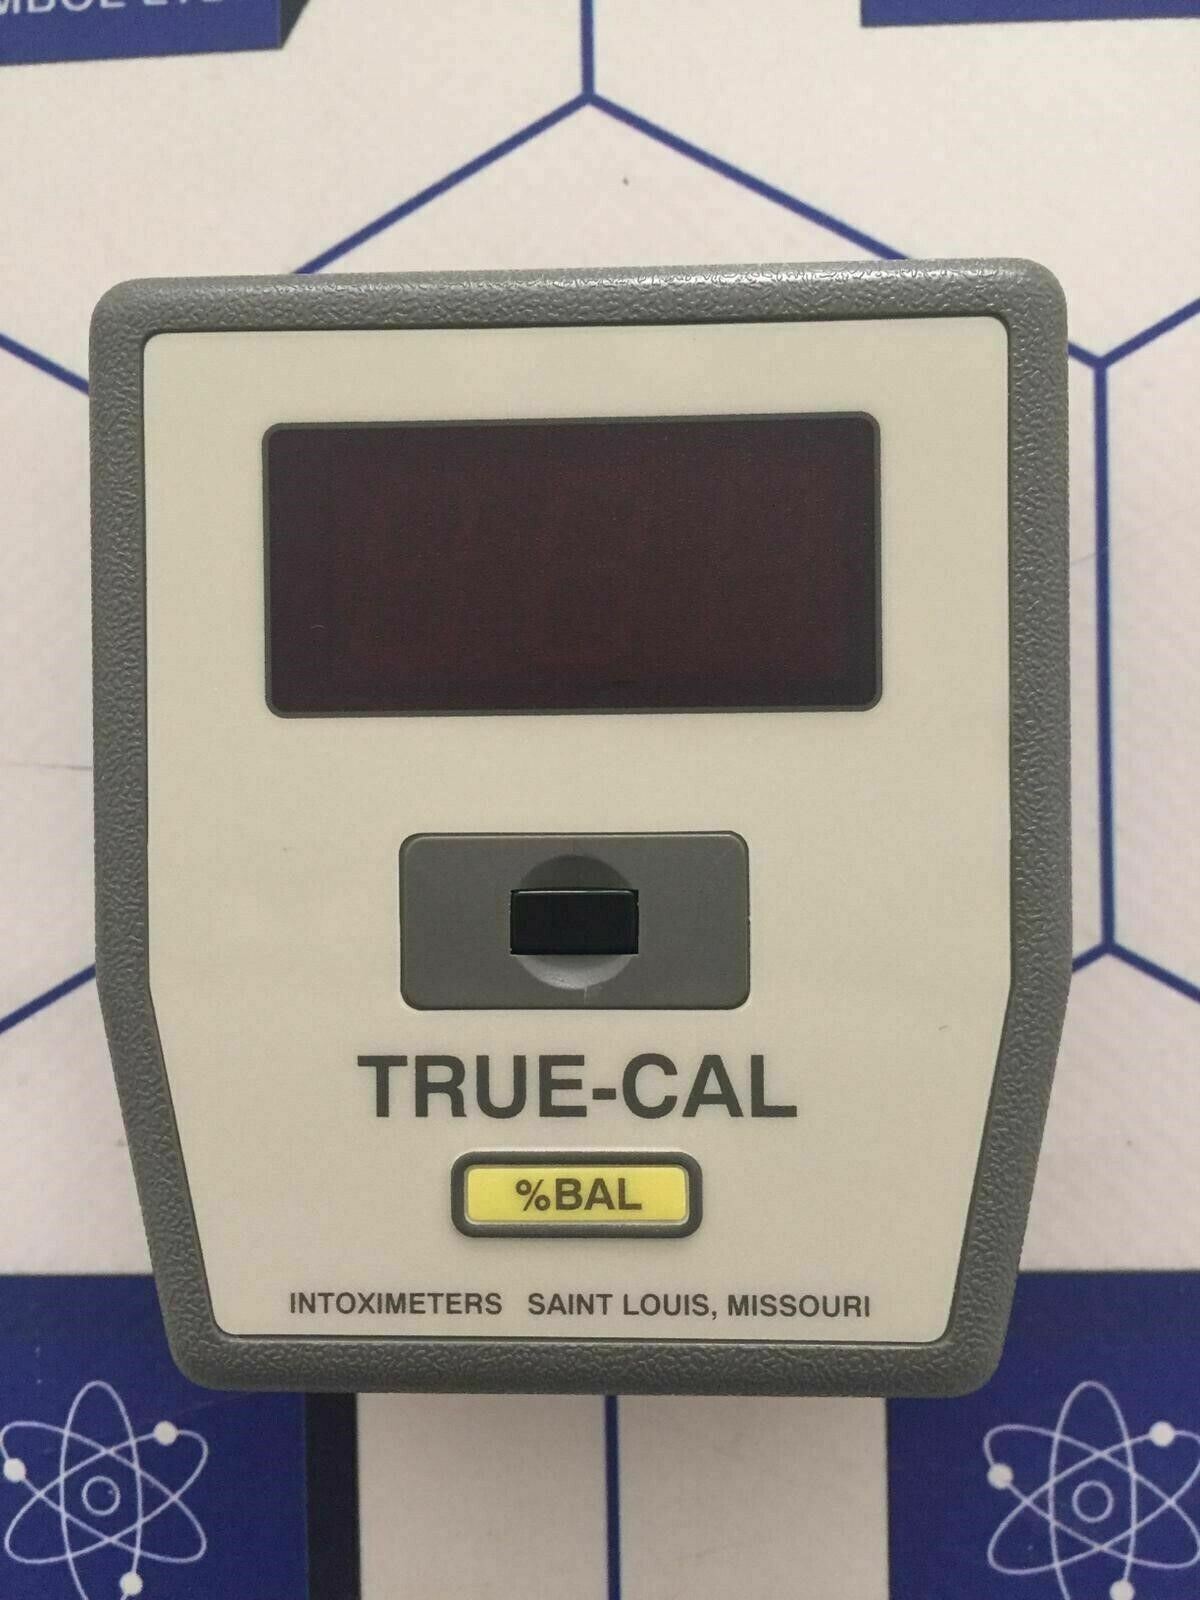 TRUE-CAL
%BAL
INTOXIMETERS SAINT LOUIS, MISSOURI